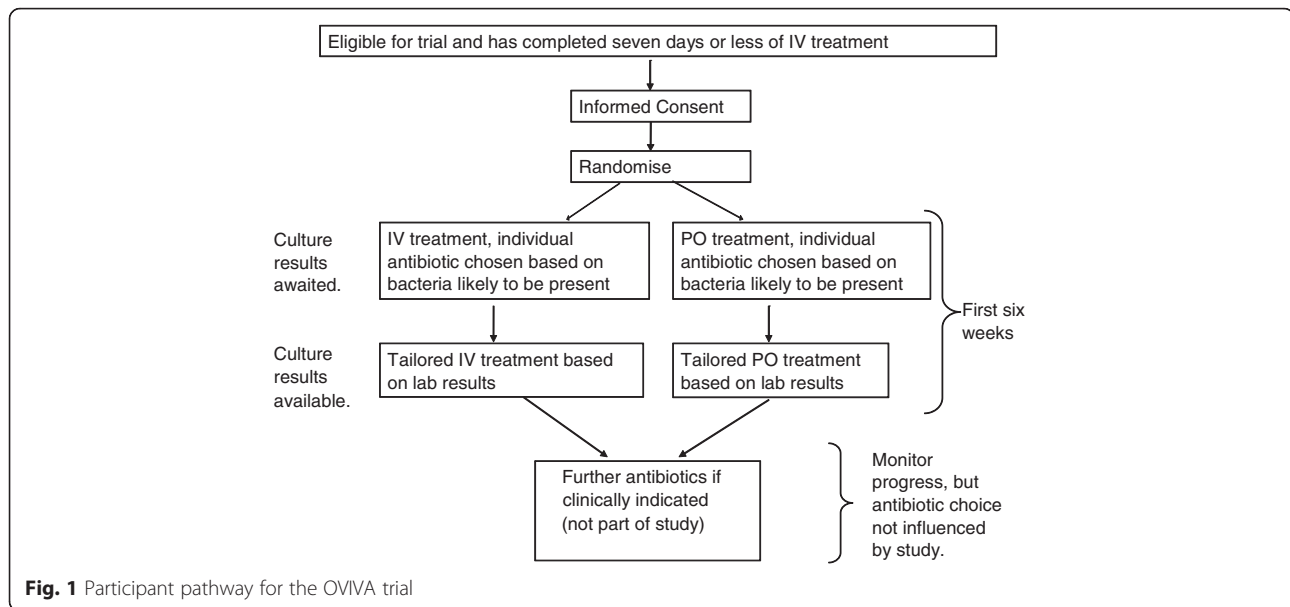 Eligible for trial and has completed seven days or less of IV treatment
Informed Consent
Randomise
Culture
results
awaited.
IV treatment, individual
antibiotic chosen based on
bacteria likely to be present
PO treatment, individual
antibiotic chosen based on
bacteria likely to be present
First six
weeks
Culture
results
available.
Tailored IV treatment based
on lab results
Tailored PO treatment
based on lab results
Further antibiotics if
clinically indicated
(not part of study)
Monitor
progress, but
antibiotic choice
not influenced
by study.
Fig. 1 Participant pathway for the OVIVA trial